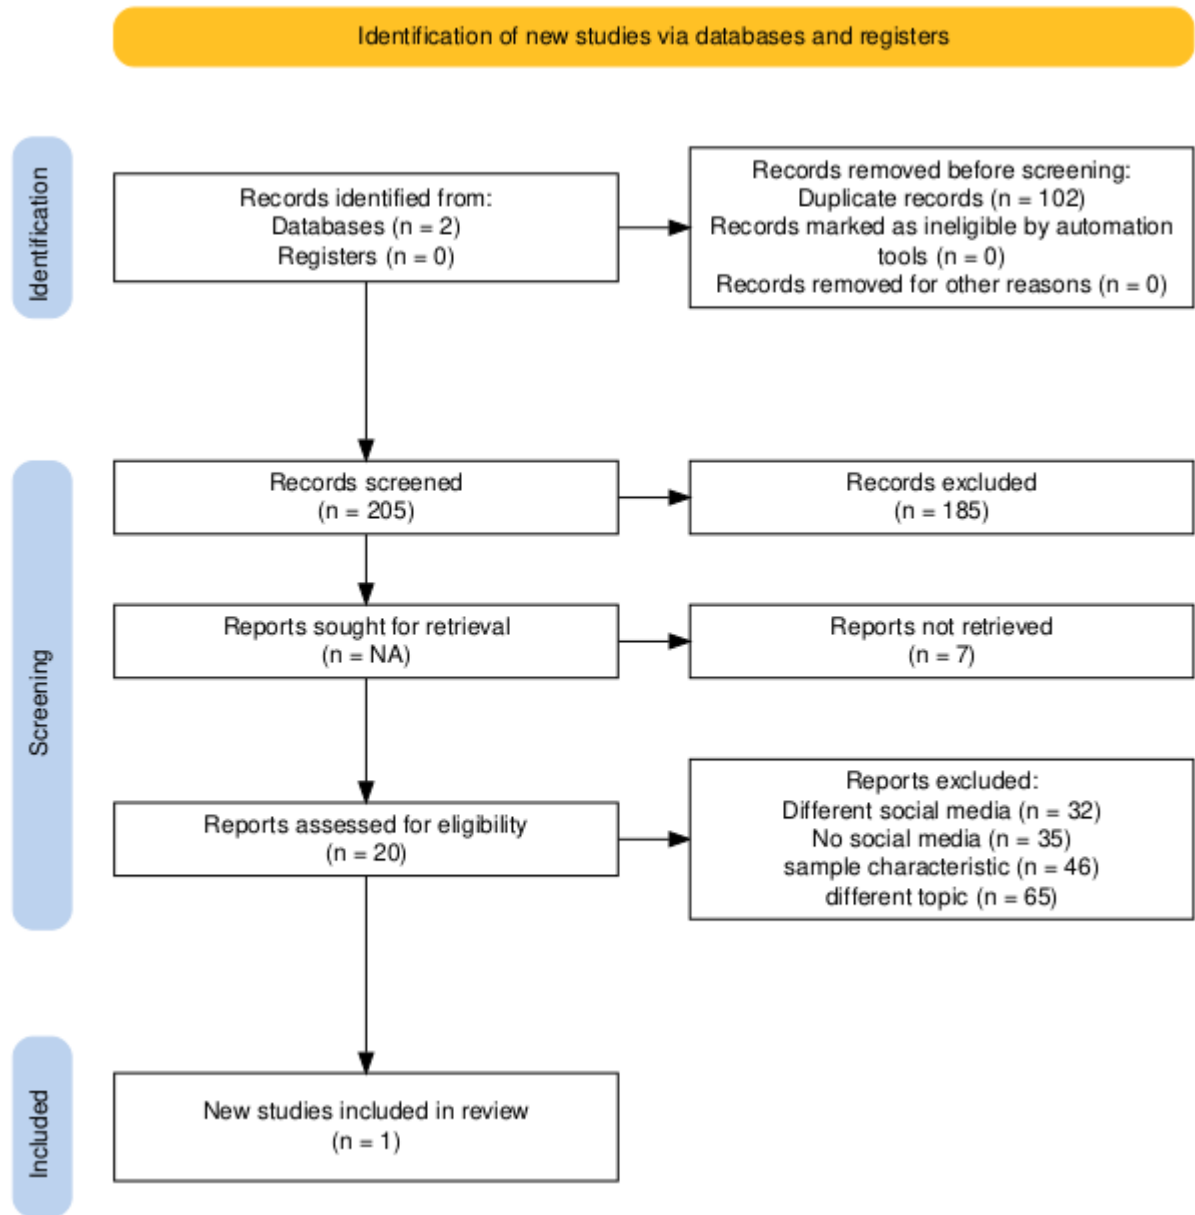 Identification of new studies via databases and registers
Identification
Records identified from:
Databases (n = 2)
Registers (n = 0)
Records removed before screening:
Duplicate records (n = 102)
Records marked as ineligible by automation
tools (n = 0)
Records removed for other reasons (n = 0)
Screening
Records screened
(n = 205)
Records excluded
(n = 185)
Reports sought for retrieval
(n = NA)
Reports not retrieved
(n = 7)
Reports assessed for eligibility
(n = 20)
Reports excluded:
Different social media (n = 32)
No social media (n = 35)
sample characteristic (n = 46)
different topic (n = 65)
Included
New studies included in review
(n = 1)